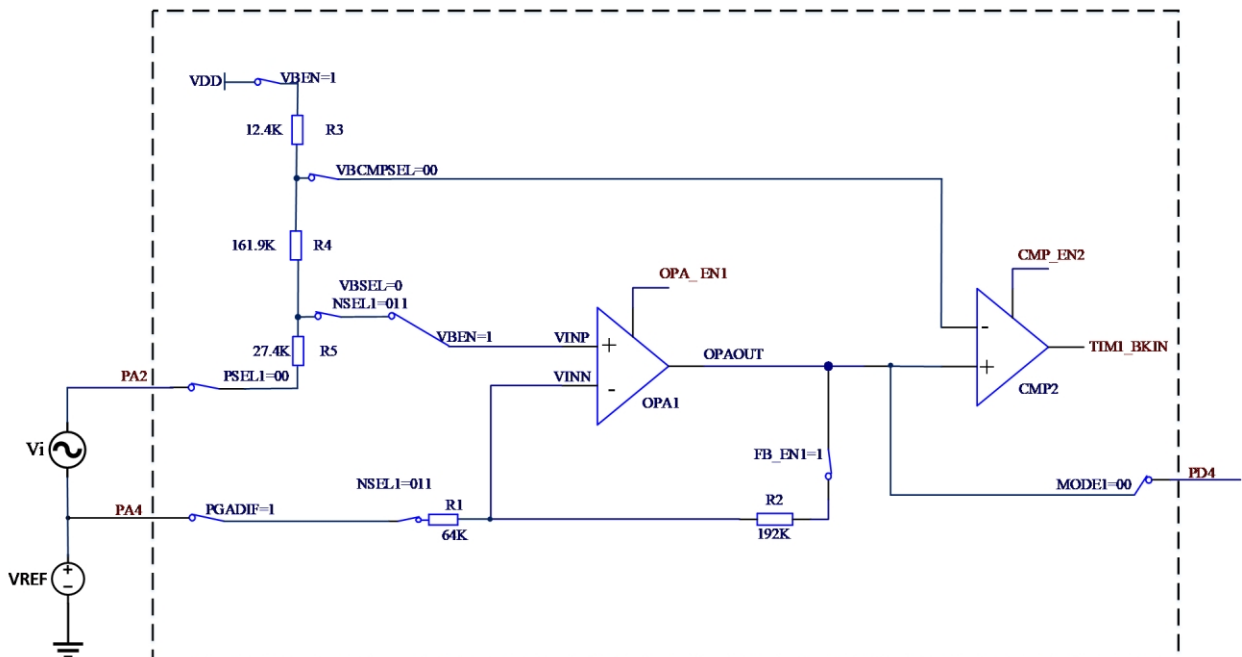 VDD VBEN=1
12.4K R3
VBCMPSEL=00
161.9K R4
VBSEL=0
NSEL1=011
VBEN=1
27.4K R5
PA2 PSEL1=00
OPA_EN1
VINP +
VINN -
OPA1
OPAOUT
CMP_EN2
-
+
CMP2
TIM1_BKIN
Vi
FB_EN1=1
NSEL1=011
PA4 PGADIF=1
R1
64K
R2
192K
MODE1=00 PD4
VREF + -